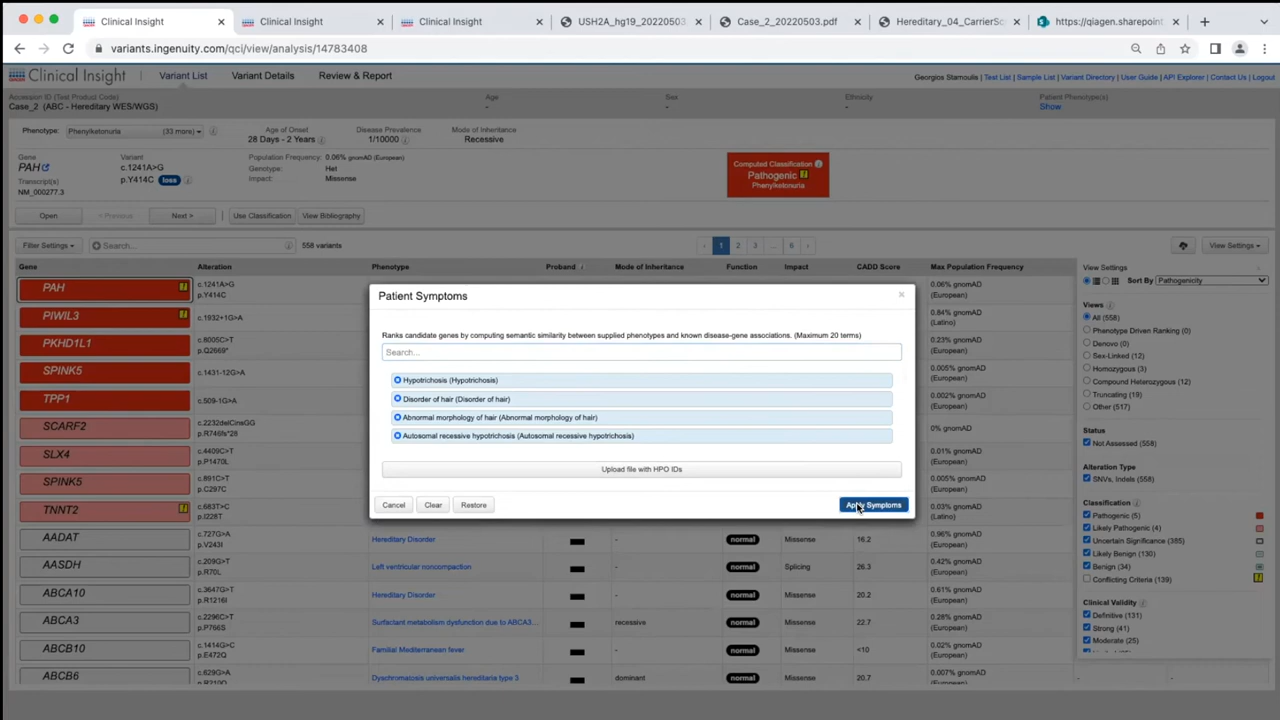 Clinical Insight
Clinical Insight
Clinical Insight
USH2A_hg19_20220503.
Case_2_20220503.pdf
Hereditary_04_CarrierSc
https://qiagen.sharepoint
variants.ingenuity.com/qci/view/analysis/14783408
Clinical Insight Variant List Variant Details Review & Report
Georgios Stamoulis | Test List | Sample List | Variant Directory | User Guide | API Explorer | Contact Us | Logout
Accession ID (Test Product Code) Age Sex Ethnicity Patient Phenotype(s)
Case_2 (ABC - Hereditary WES/WGS) - - - Show
Phenotype: Phenylketonuria (33 more)
Age of Onset Disease Prevalence Mode of Inheritance
28 Days - 2 Years 1/10000 Recessive
Gene Variant
PAH c.1241A>G
Transcript(s) p.Y414C loss
NM_000277.3
Population Frequency: 0.06% gnomAD (European)
Genotype: Het
Impact: Missense
Computed Classification
Pathogenic
Phenylketonuria
Open < Previous Next > Use Classification View Bibliography
Filter Settings Search... 558 variants ‹ 1 2 3 ... 6 › View Settings
Gene Alteration Phenotype Proband Mode of Inheritance Function Impact CADD Score Max Population Frequency
PAH c.1241A>G 0.06% gnomAD
p.Y414C (European)
PIWIL3 c.1932+1G>A 0.84% gnomAD
(Latino)
PKHD1L1 c.8005C>T 0.23% gnomAD
p.Q2669* (European)
SPINK5 c.1431-12G>A 0.005% gnomAD
(European)
TPP1 c.509-1G>A 0.002% gnomAD
(European)
SCARF2 c.2232delCinsGG 0% gnomAD
p.R746fs*28
SLX4 c.4409C>T 0.01% gnomAD
p.P1470L (European)
SPINK5 c.891C>T 0.005% gnomAD
p.C297C (European)
TNNT2 c.683T>C 0.03% gnomAD
p.I228T (Latino)
AADAT c.727G>A Hereditary Disorder - normal Missense 16.2 0.96% gnomAD
p.V243I (European)
AASDH c.209G>T Left ventricular noncompaction - normal Splicing 26.3 0.42% gnomAD
p.R70L (European)
ABCA10 c.3647G>T Hereditary Disorder - normal Missense 20.2 0.61% gnomAD
p.R1216I (European)
ABCA3 c.2296C>T Surfactant metabolism dysfunction due to ABCA3... recessive normal Missense 22.7 0.28% gnomAD
p.P766S (European)
ABCB10 c.1414G>C Familial Mediterranean fever - normal Missense <10 0.02% gnomAD
p.E472Q (European)
ABCB6 c.629G>A Dyschromatosis universalis hereditaria type 3 dominant normal Missense 20.7 0.007% gnomAD
(European)
Patient Symptoms ×
Ranks candidate genes by computing semantic similarity between supplied phenotypes and known disease-gene associations. (Maximum 20 terms)
Search...
Hypotrichosis (Hypotrichosis)
Disorder of hair (Disorder of hair)
Abnormal morphology of hair (Abnormal morphology of hair)
Autosomal recessive hypotrichosis (Autosomal recessive hypotrichosis)
Upload file with HPO IDs
Cancel Clear Restore Apply Symptoms
View Settings
Sort By Pathogenicity
Views
All (558)
Phenotype Driven Ranking (0)
Denovo (0)
Sex-Linked (12)
Homozygous (3)
Compound Heterozygous (12)
Truncating (19)
Other (517)
Status
Not Assessed (558)
Alteration Type
SNVs, Indels (558)
Classification
Pathogenic (5)
Likely Pathogenic (4)
Uncertain Significance (385)
Likely Benign (130)
Benign (34)
Conflicting Criteria (139)
Clinical Validity
Definitive (131)
Strong (41)
Moderate (25)